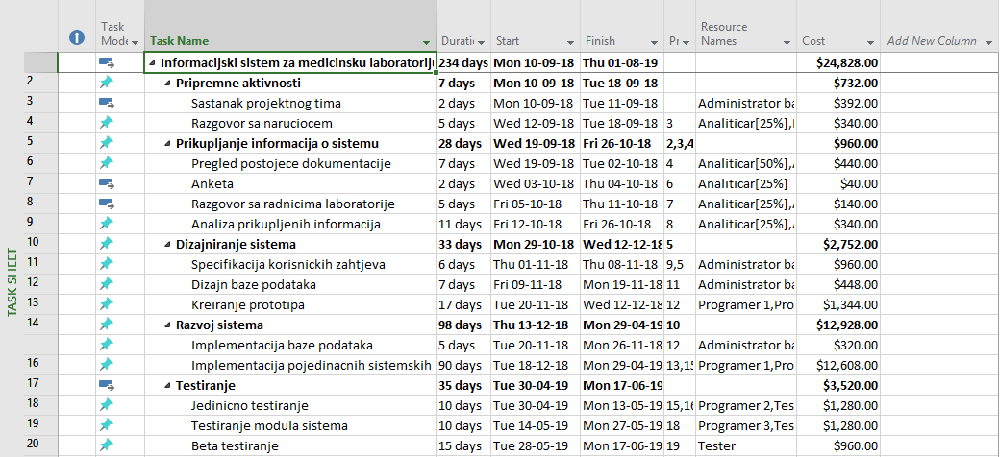 Task Mode Task Name Duratic Start Finish Pr Resource Names Cost Add New Column
Informacijski sistem za medicinsku laboratorij 234 days Mon 10-09-18 Thu 01-08-19 $24,828.00
2 Pripremne aktivnosti 7 days Mon 10-09-18 Tue 18-09-18 $732.00
3 Sastanak projektnog tima 2 days Mon 10-09-18 Tue 11-09-18 Administrator ba $392.00
4 Razgovor sa naruciocem 5 days Wed 12-09-18 Tue 18-09-18 3 Analiticar[25%], $340.00
5 Prikupljanje informacija o sistemu 28 days Wed 19-09-18 Fri 26-10-18 2,3,4 $960.00
6 Pregled postojece dokumentacije 7 days Wed 19-09-18 Tue 02-10-18 4 Analiticar[50%], $440.00
7 Anketa 2 days Wed 03-10-18 Thu 04-10-18 6 Analiticar[25%] $40.00
8 Razgovor sa radnicima laboratorije 5 days Fri 05-10-18 Thu 11-10-18 7 Analiticar[25%], $140.00
9 Analiza prikupljenih informacija 11 days Fri 12-10-18 Fri 26-10-18 8 Analiticar[25%], $340.00
10 Dizajniranje sistema 33 days Mon 29-10-18 Wed 12-12-18 5 $2,752.00
11 Specifikacija korisnickih zahtjeva 6 days Thu 01-11-18 Thu 08-11-18 9,5 Administrator ba $960.00
12 Dizajn baze podataka 7 days Fri 09-11-18 Mon 19-11-18 11 Administrator ba $448.00
13 Kreiranje prototipa 17 days Tue 20-11-18 Wed 12-12-18 12 Programer 1,Pro $1,344.00
14 Razvoj sistema 98 days Thu 13-12-18 Mon 29-04-19 10 $12,928.00
Implementacija baze podataka 5 days Tue 20-11-18 Mon 26-11-18 12 Administrator ba $320.00
16 Implementacija pojedinacnih sistemskih 90 days Tue 18-12-18 Mon 29-04-19 13,15 Programer 1,Pro $12,608.00
17 Testiranje 35 days Tue 30-04-19 Mon 17-06-19 $3,520.00
18 Jedinicno testiranje 10 days Tue 30-04-19 Mon 13-05-19 15,16 Programer 2,Tes $1,280.00
19 Testiranje modula sistema 10 days Tue 14-05-19 Mon 27-05-19 18 Programer 3,Tes $1,280.00
20 Beta testiranje 15 days Tue 28-05-19 Mon 17-06-19 19 Tester $960.00
TASK SHEET